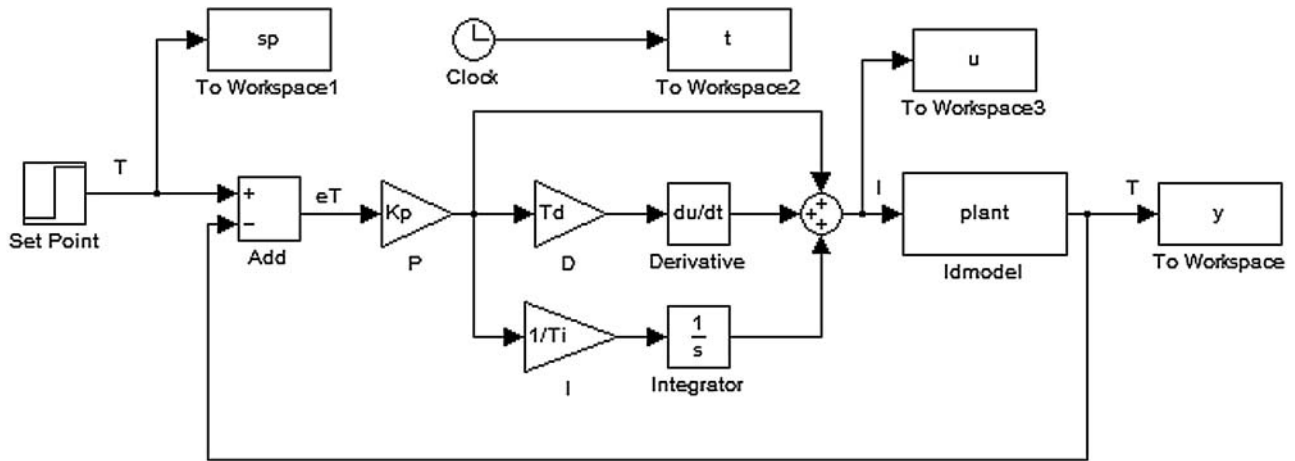 sp
To Workspace1
Clock
t
To Workspace2
u
To Workspace3
T
Set Point
+
−
Add
eT
Kp
P
Td
D
du/dt
Derivative
1/Ti
I
1
s
Integrator
+
+
+
I
plant
Idmodel
T
y
To Workspace